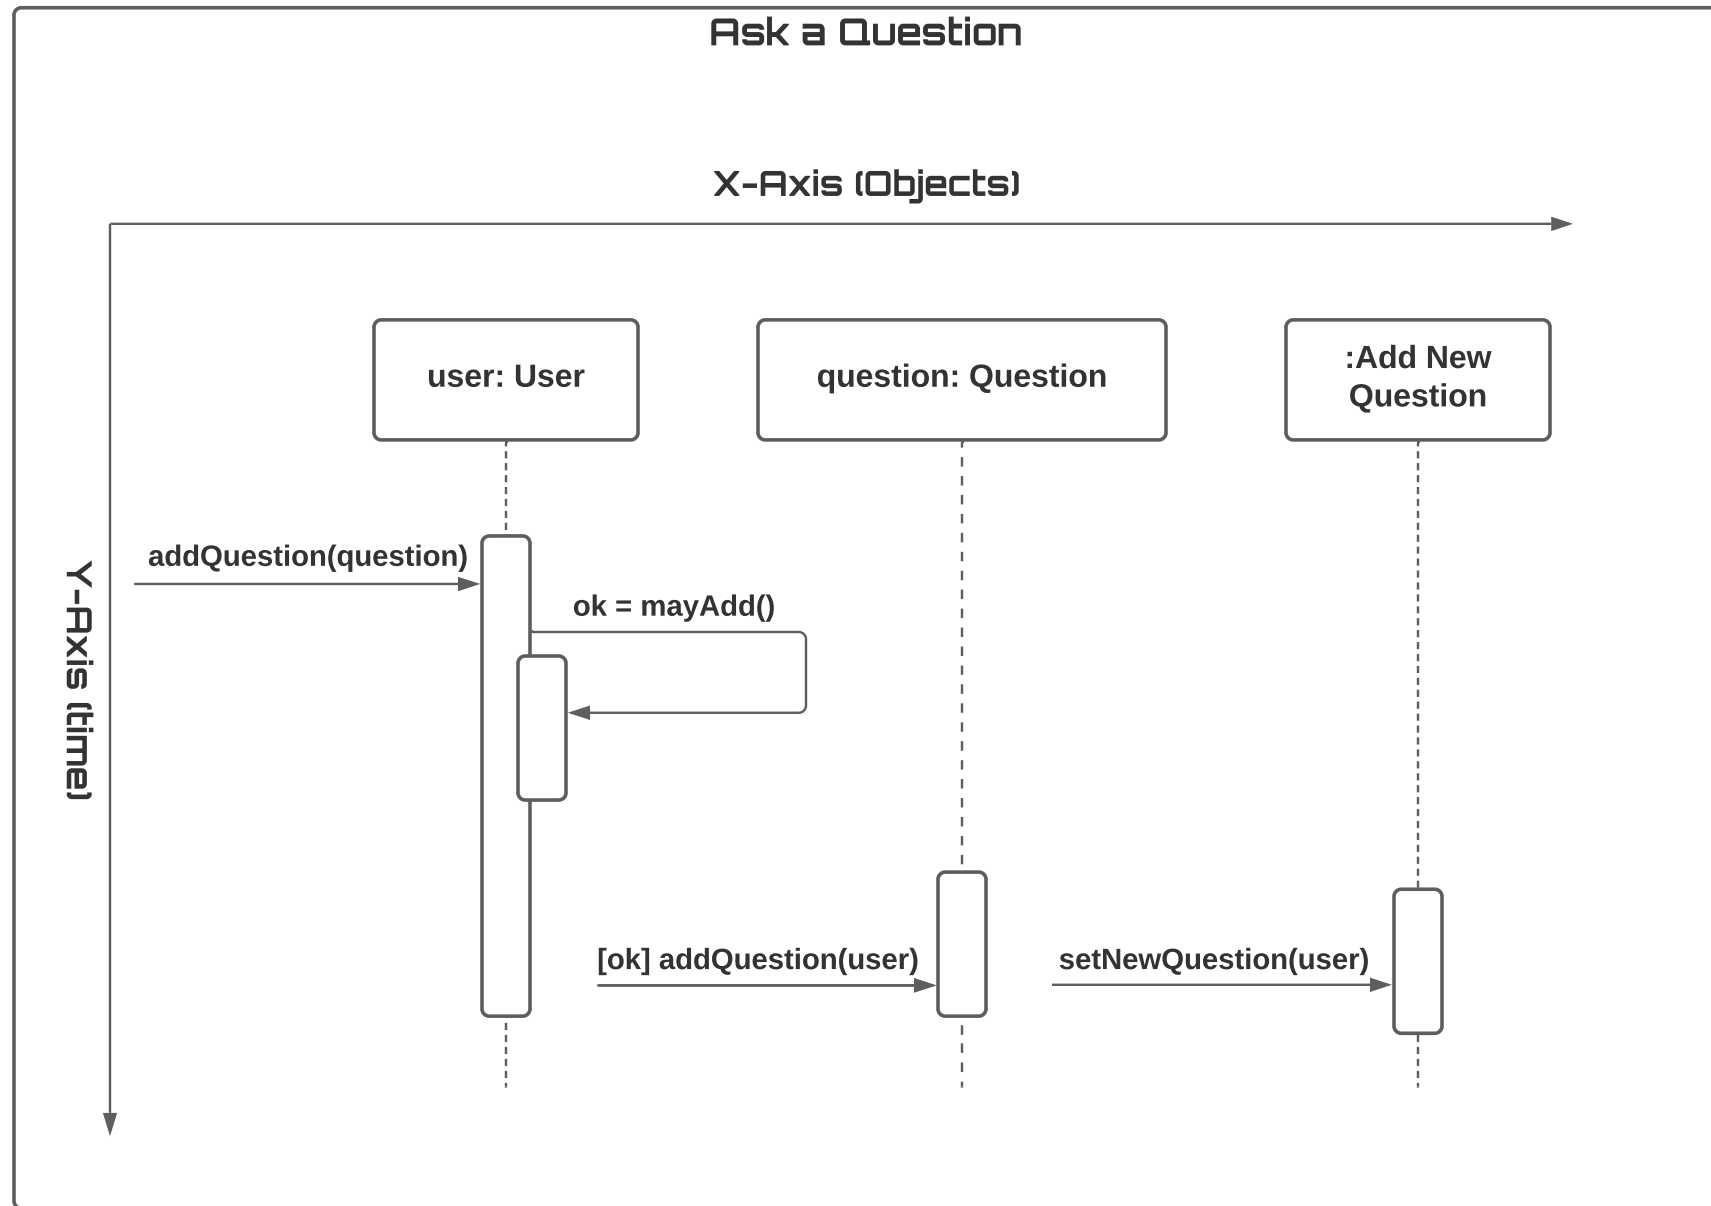 Ask a Question
X-Axis (Objects)
user: User
question: Question
:Add New
Question
addQuestion(question)
ok = mayAdd()
Y-Axis (time)
[ok] addQuestion(user)
setNewQuestion(user)